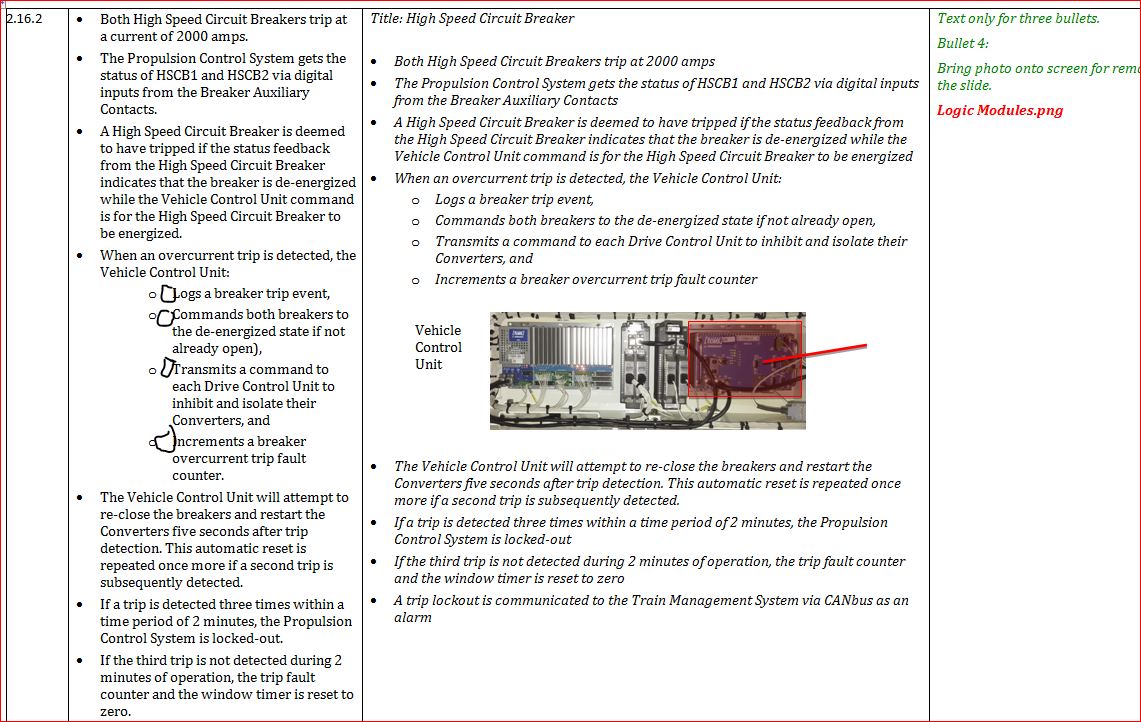 2.16.2
• Both High Speed Circuit Breakers trip at
a current of 2000 amps.
• The Propulsion Control System gets the
status of HSCB1 and HSCB2 via digital
inputs from the Breaker Auxiliary
Contacts.
• A High Speed Circuit Breaker is deemed
to have tripped if the status feedback
from the High Speed Circuit Breaker
indicates that the breaker is de-energized
while the Vehicle Control Unit command
is for the High Speed Circuit Breaker to
be energized.
• When an overcurrent trip is detected, the
Vehicle Control Unit:
o Logs a breaker trip event,
o Commands both breakers to
the de-energized state if not
already open),
o Transmits a command to
each Drive Control Unit to
inhibit and isolate their
Converters, and
o Increments a breaker
overcurrent trip fault
counter.
• The Vehicle Control Unit will attempt to
re-close the breakers and restart the
Converters five seconds after trip
detection. This automatic reset is
repeated once more if a second trip is
subsequently detected.
• If a trip is detected three times within a
time period of 2 minutes, the Propulsion
Control System is locked-out.
• If the third trip is not detected during 2
minutes of operation, the trip fault
counter and the window timer is reset to
zero.
Title: High Speed Circuit Breaker
• Both High Speed Circuit Breakers trip at 2000 amps
• The Propulsion Control System gets the status of HSCB1 and HSCB2 via digital inputs
from the Breaker Auxiliary Contacts
• A High Speed Circuit Breaker is deemed to have tripped if the status feedback from
the High Speed Circuit Breaker indicates that the breaker is de-energized while the
Vehicle Control Unit command is for the High Speed Circuit Breaker to be energized
• When an overcurrent trip is detected, the Vehicle Control Unit:
o Logs a breaker trip event,
o Commands both breakers to the de-energized state if not already open,
o Transmits a command to each Drive Control Unit to inhibit and isolate their
Converters, and
o Increments a breaker overcurrent trip fault counter
Vehicle
Control
Unit
• The Vehicle Control Unit will attempt to re-close the breakers and restart the
Converters five seconds after trip detection. This automatic reset is repeated once
more if a second trip is subsequently detected.
• If a trip is detected three times within a time period of 2 minutes, the Propulsion
Control System is locked-out
• If the third trip is not detected during 2 minutes of operation, the trip fault counter
and the window timer is reset to zero
• A trip lockout is communicated to the Train Management System via CANbus as an
alarm
Text only for three bullets.
Bullet 4:
Bring photo onto screen for
the slide.
Logic Modules.png